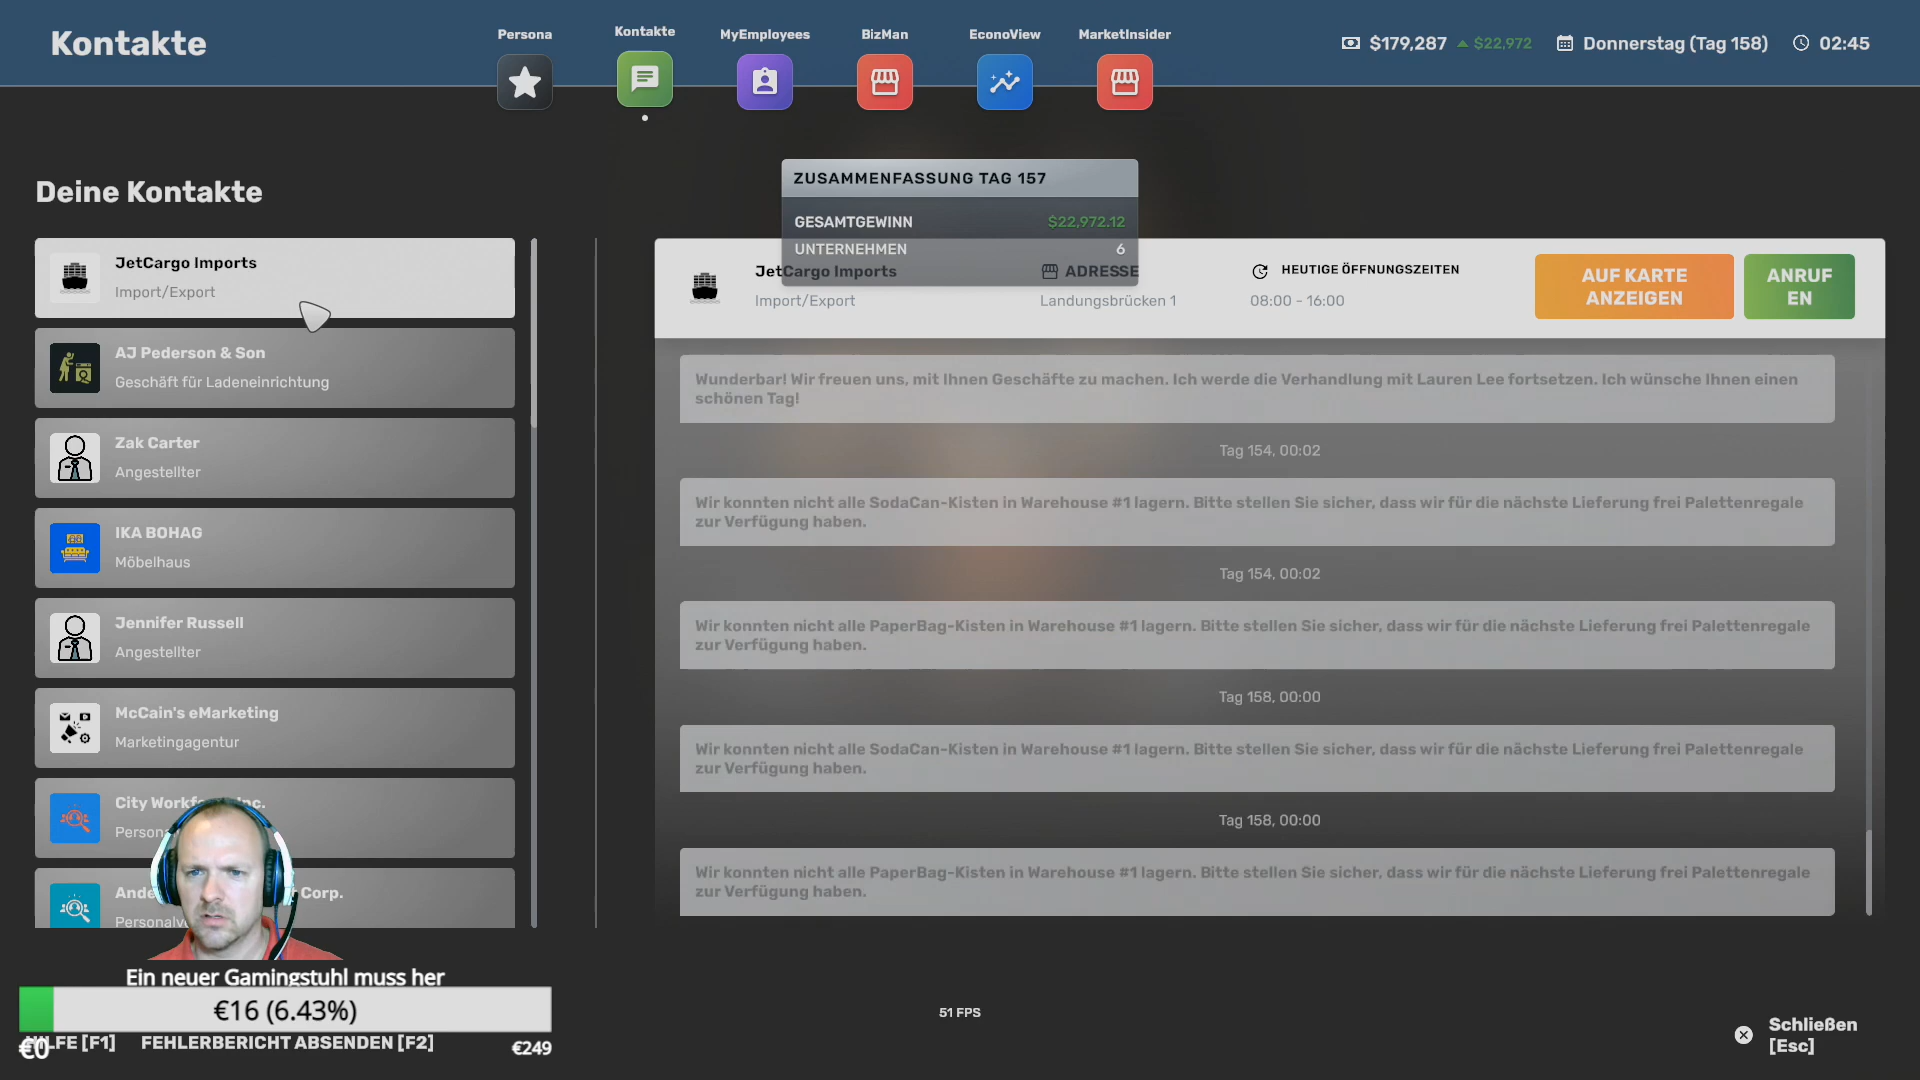 Kontakte
Persona
Kontakte
MyEmployees
BizMan
EconoView
MarketInsider
$179,287 $22,972
Donnerstag (Tag 158)
02:45
Deine Kontakte
JetCargo Imports
Import/Export
AJ Pederson & Son
Geschäft für Ladeneinrichtung
Zak Carter
Angestellter
IKA BOHAG
Möbelhaus
Jennifer Russell
Angestellter
McCain's eMarketing
Marketingagentur
City Inc.
Corp.
ZUSAMMENFASSUNG TAG 157
GESAMTGEWINN $22,972.12
UNTERNEHMEN 6
JetCargo Imports
Import/Export
ADRESSE
Landungsbrücken 1
HEUTIGE ÖFFNUNGSZEITEN
08:00 - 16:00
AUF KARTE
ANZEIGEN
ANRUF
EN
Wunderbar! Wir freuen uns, mit Ihnen Geschäfte zu machen. Ich werde die Verhandlung mit Lauren Lee fortsetzen. Ich wünsche Ihnen einen
schönen Tag!
Tag 154, 00:02
Wir konnten nicht alle SodaCan-Kisten in Warehouse #1 lagern. Bitte stellen Sie sicher, dass wir für die nächste Lieferung frei Palettenregale
zur Verfügung haben.
Tag 154, 00:02
Wir konnten nicht alle PaperBag-Kisten in Warehouse #1 lagern. Bitte stellen Sie sicher, dass wir für die nächste Lieferung frei Palettenregale
zur Verfügung haben.
Tag 158, 00:00
Wir konnten nicht alle SodaCan-Kisten in Warehouse #1 lagern. Bitte stellen Sie sicher, dass wir für die nächste Lieferung frei Palettenregale
zur Verfügung haben.
Tag 158, 00:00
Wir konnten nicht alle PaperBag-Kisten in Warehouse #1 lagern. Bitte stellen Sie sicher, dass wir für die nächste Lieferung frei Palettenregale
zur Verfügung haben.
Ein neuer Gamingstuhl muss her
€16 (6.43%)
€0
€249
[F1]
FEHLERBERICHT ABSENDEN [F2]
51 FPS
Schließen
[Esc]